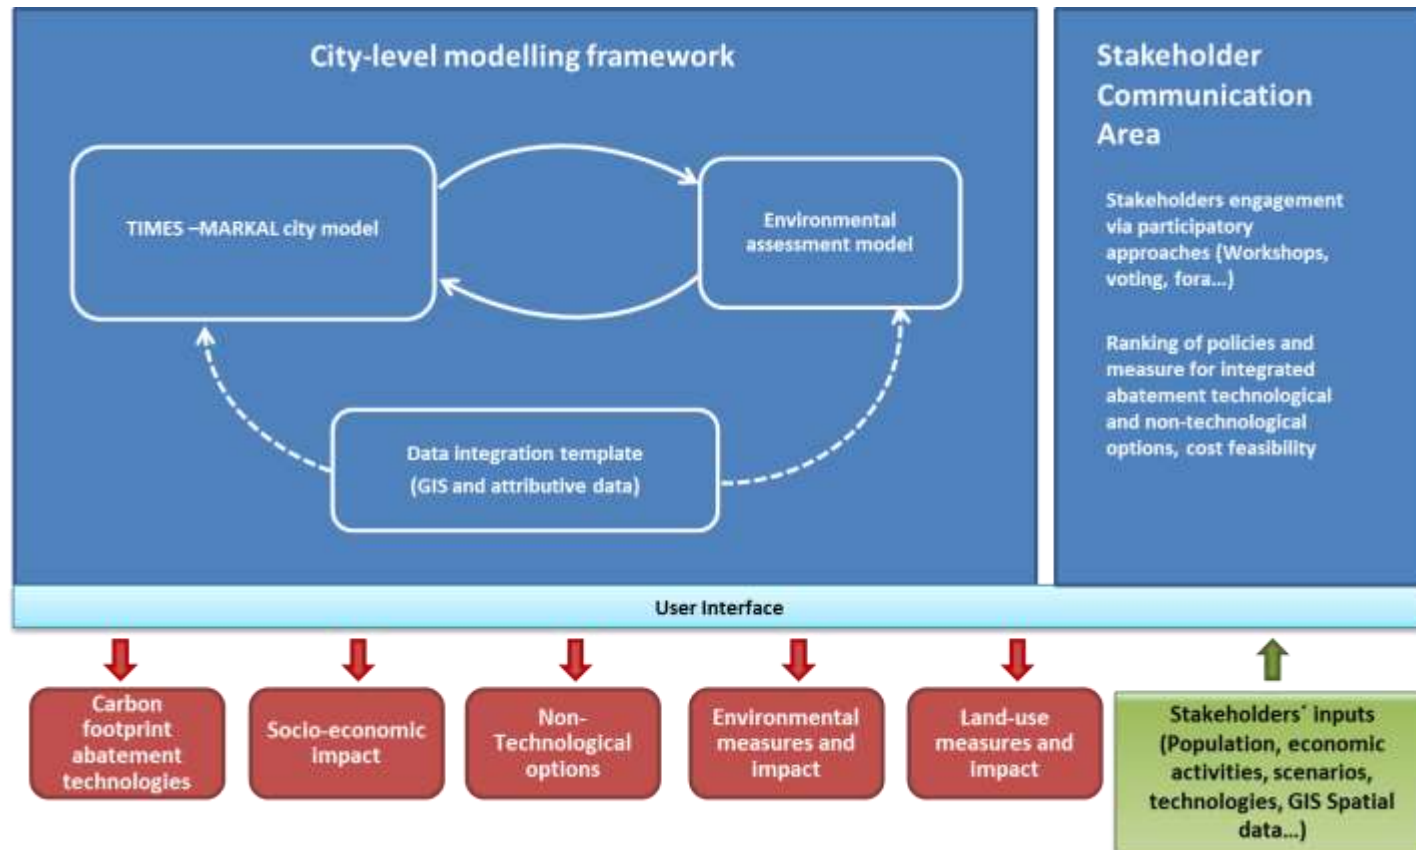 City-level modelling framework
TIMES –MARKAL city model
Environmental
assessment model
Data integration template
(GIS and attributive data)
Stakeholder
Communication
Area
Stakeholders engagement
via participatory
approaches (Workshops,
voting, fora...)
Ranking of policies and
measure for integrated
abatement technological
and non-technological
options, cost feasibility
User Interface
Carbon
footprint
abatement
technologies
Socio-economic
impact
Non-
Technological
options
Environmental
measures and
impact
Land-use
measures and
impact
Stakeholders´ inputs
(Population, economic
activities, scenarios,
technologies, GIS Spatial
data...)